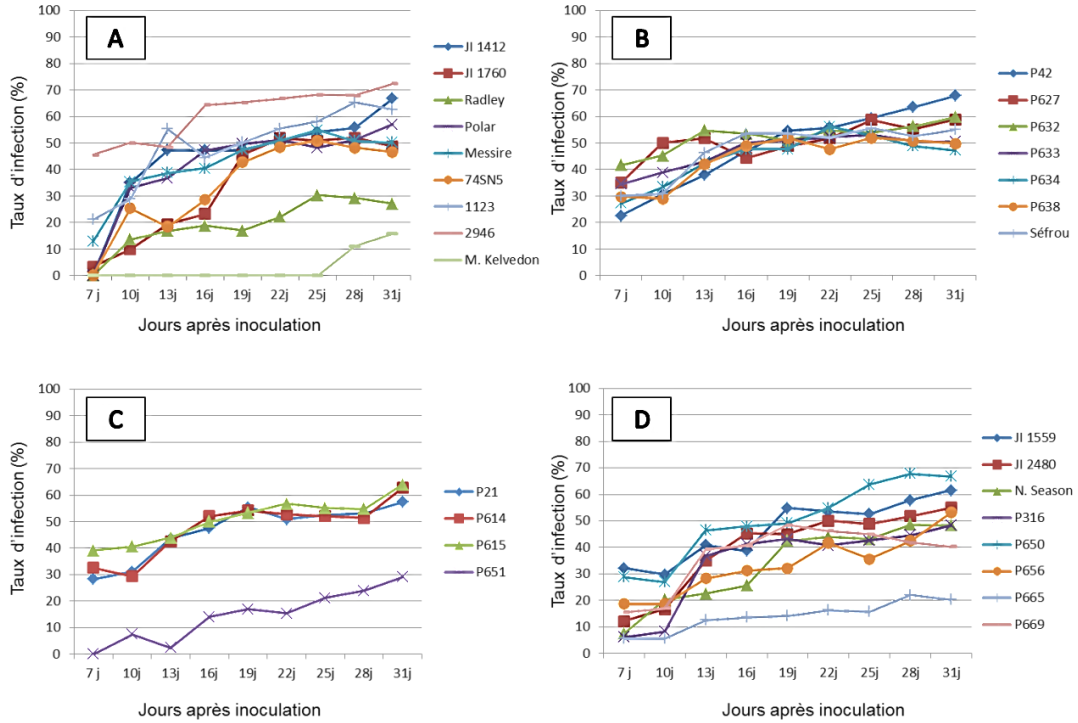 A
Taux d'infection (%)
100
90
80
70
60
50
40
30
20
10
0
7 j 10j 13j 16j 19j 22j 25j 28j 31j
Jours après inoculation
JI 1412
JI 1760
Radley
Polar
Messire
74SN5
1123
2946
M. Kelvedon
B
Taux d'infection (%)
100
90
80
70
60
50
40
30
20
10
0
7 j 10j 13j 16j 19j 22j 25j 28j 31j
Jours après inoculation
P42
P627
P632
P633
P634
P638
Séfrou
C
Taux d'infection (%)
100
90
80
70
60
50
40
30
20
10
0
7 j 10j 13j 16j 19j 22j 25j 28j 31j
Jours après inoculation
P21
P614
P615
P651
D
Taux d'infection (%)
100
90
80
70
60
50
40
30
20
10
0
7 j 10j 13j 16j 19j 22j 25j 28j 31j
Jours après inoculation
JI 1559
JI 2480
N. Season
P316
P650
P656
P665
P669